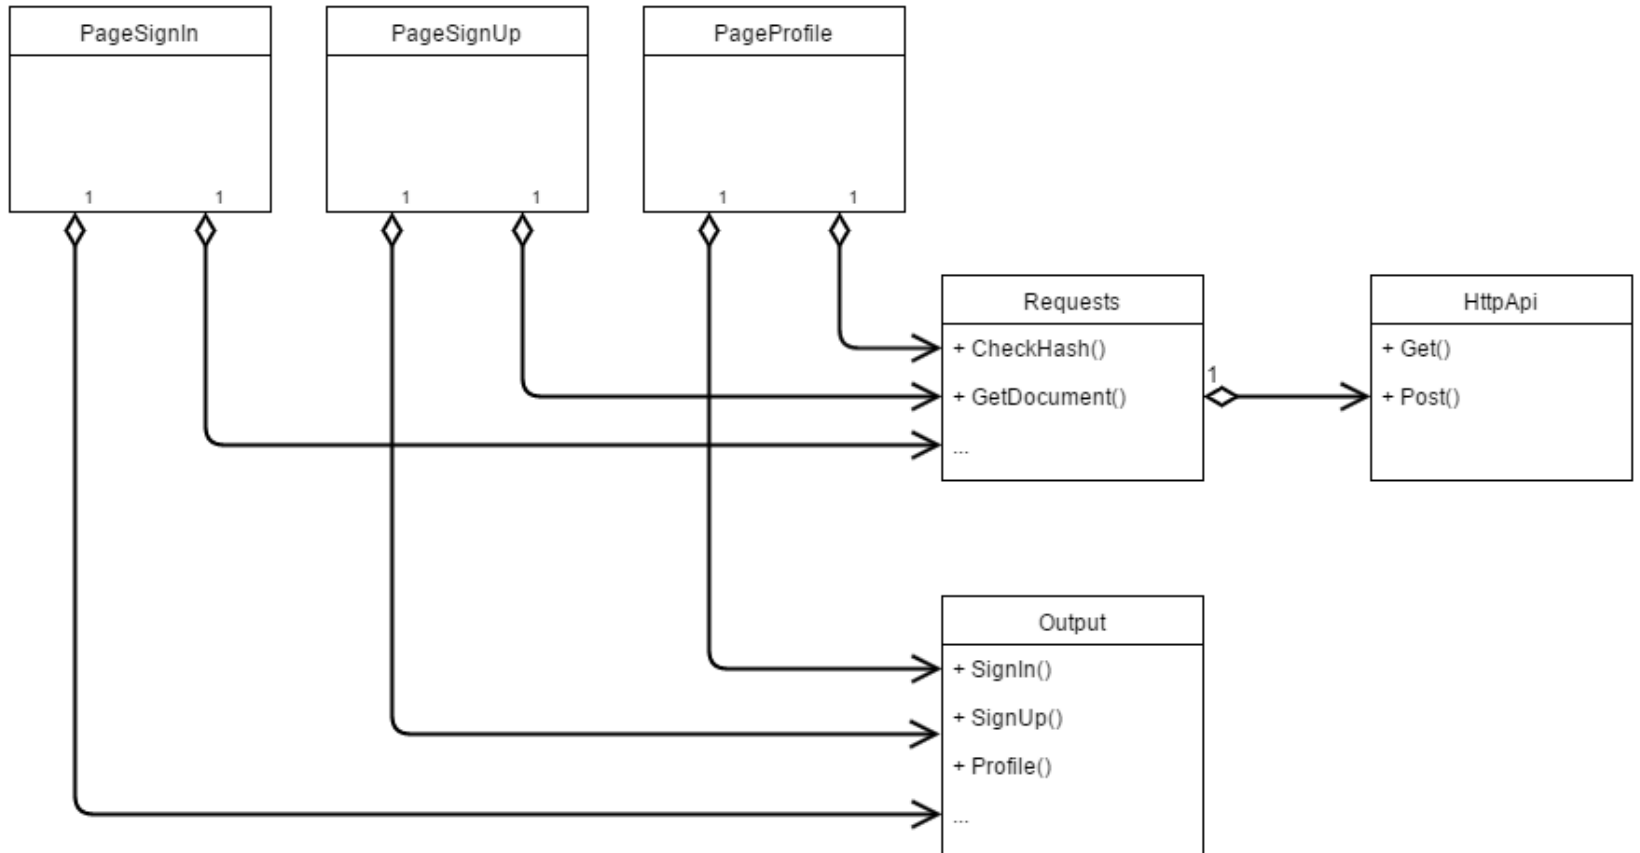 PageSignIn
1
1
PageSignUp
1
1
PageProfile
1
1
Requests
+ CheckHash()
+ GetDocument()
...
1
HttpApi
+ Get()
+ Post()
Output
+ SignIn()
+ SignUp()
+ Profile()
...